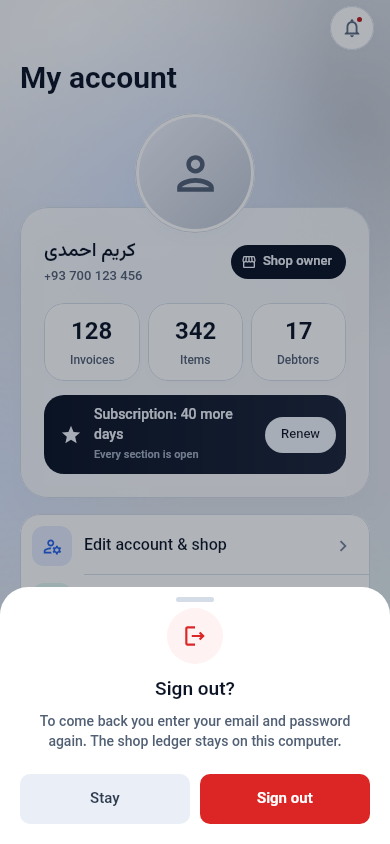 My account
کریم احمدی
+93 700 123 456
Shop owner
128
Invoices
342
Items
17
Debtors
Subscription: 40 more
days
Every section is open
Renew
Edit account & shop
Sign out?
To come back you enter your email and password
again. The shop ledger stays on this computer.
Stay
Sign out